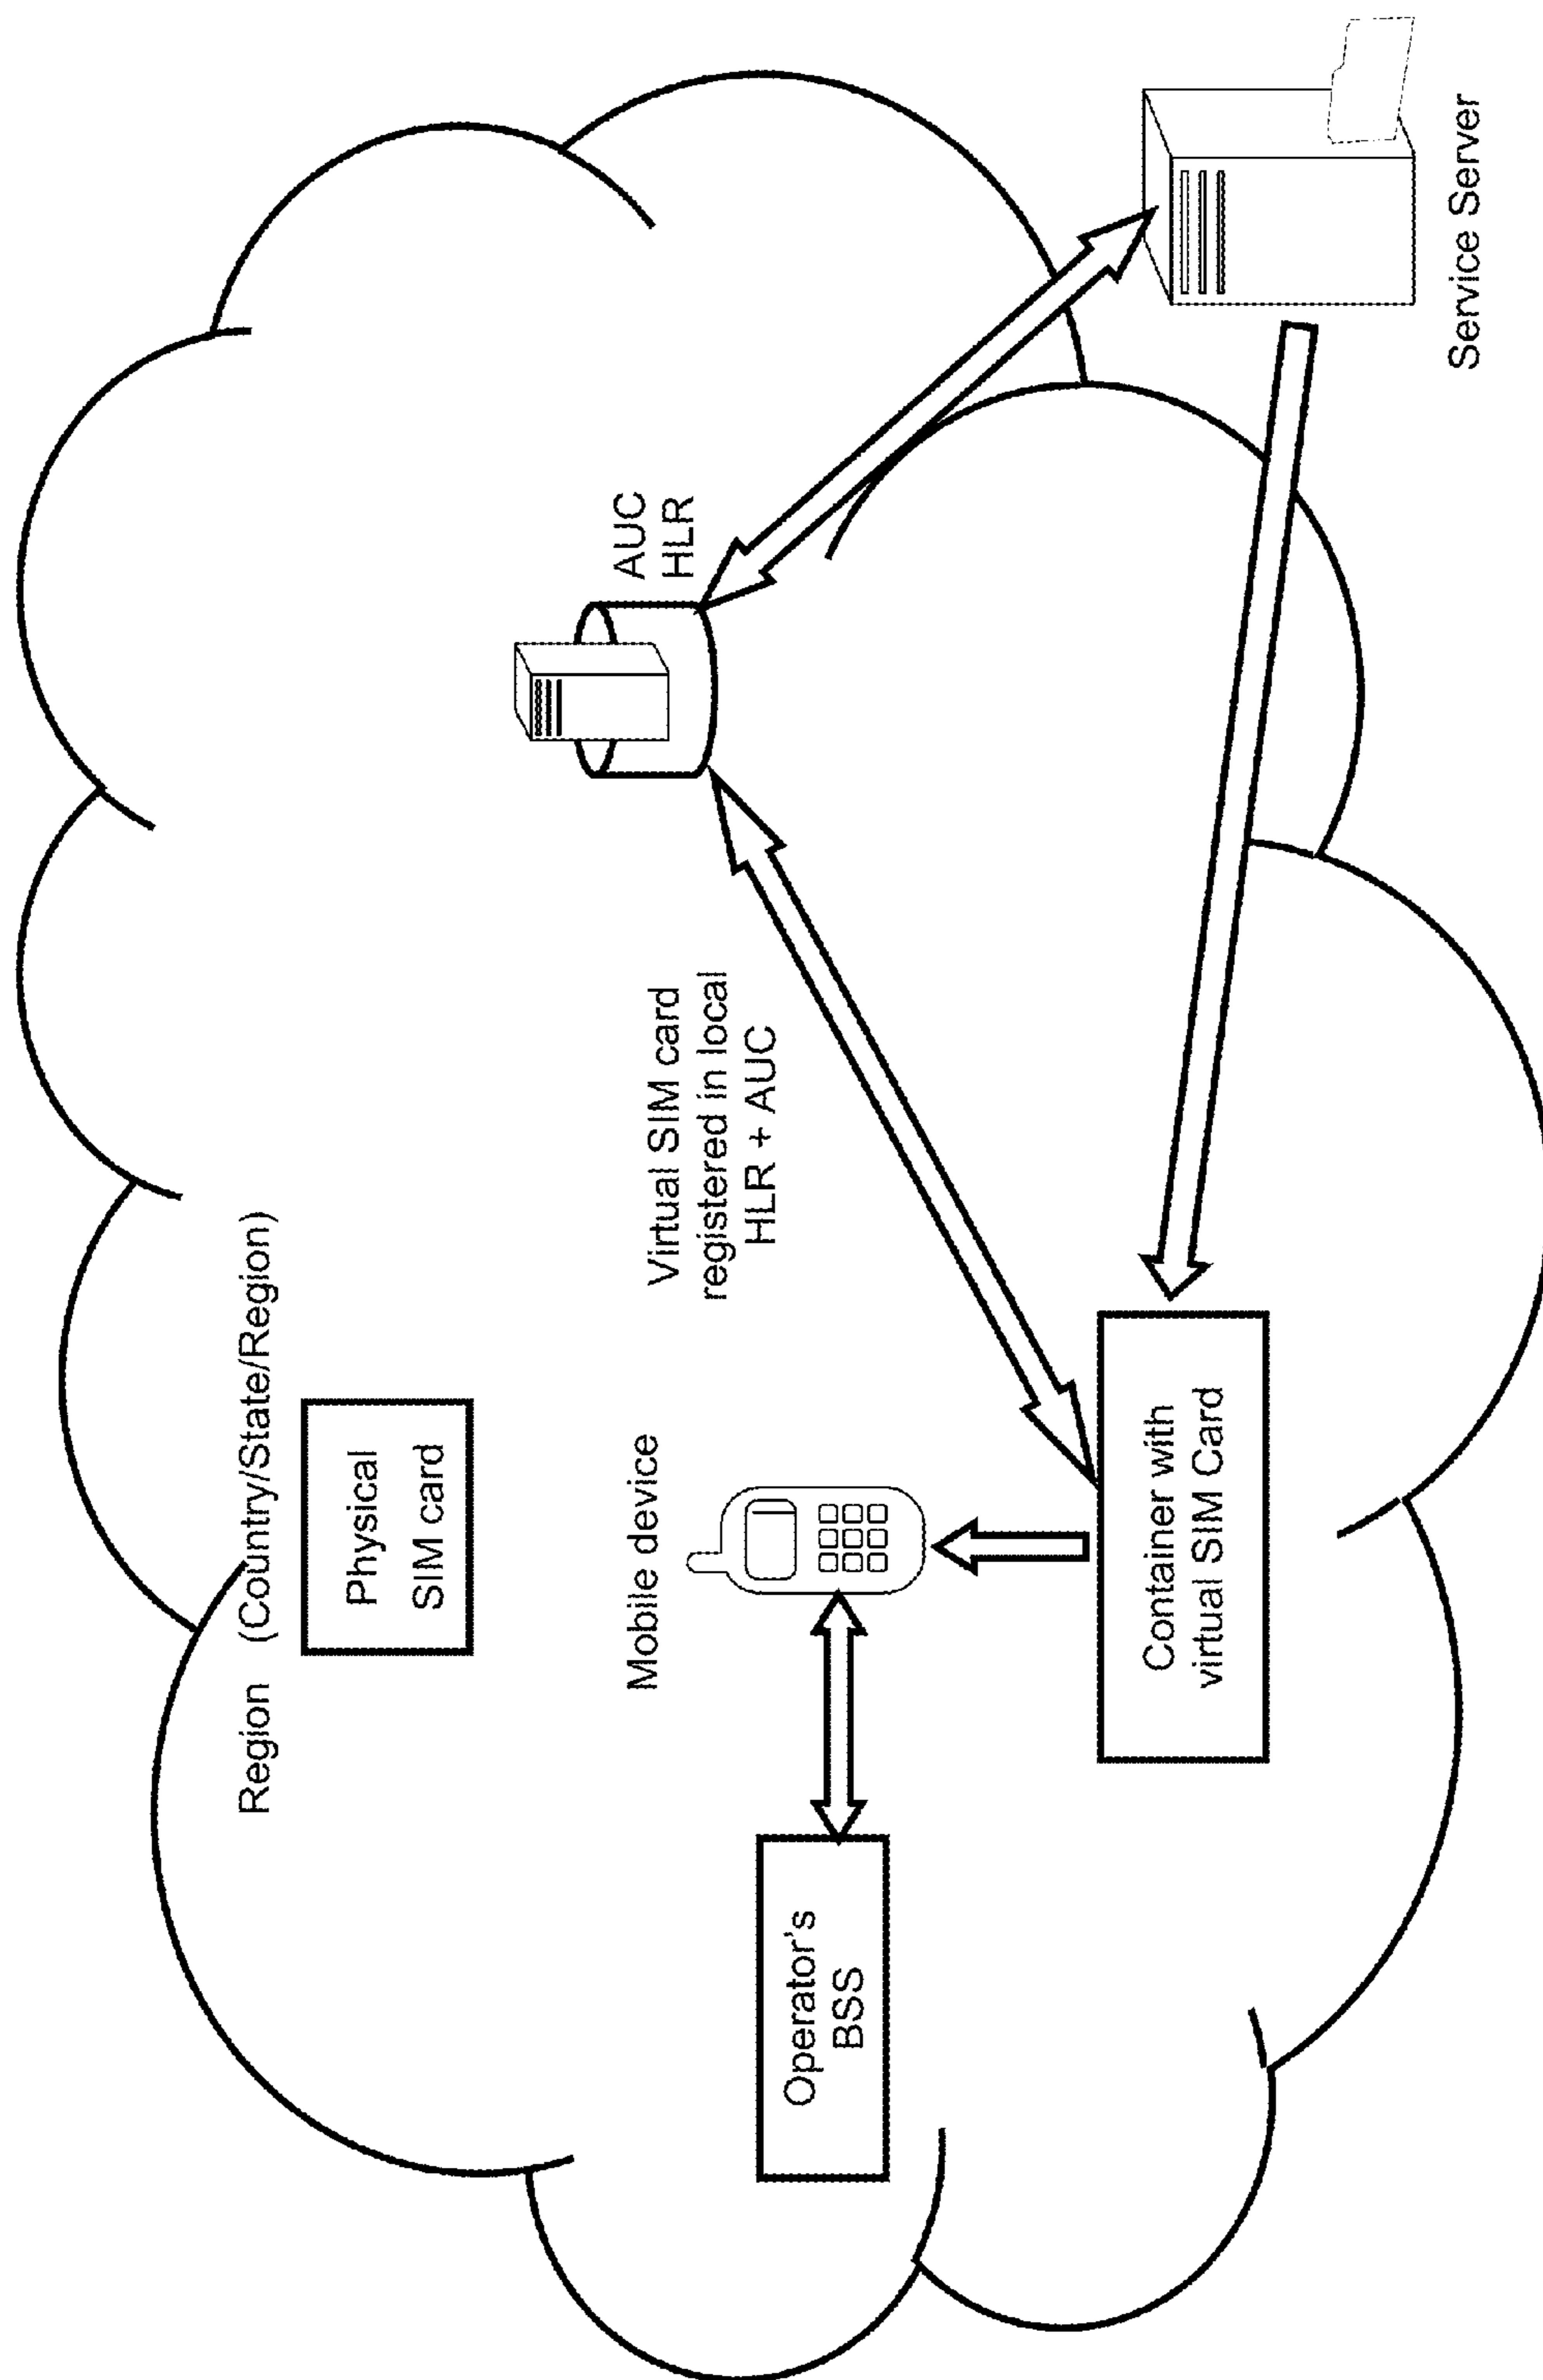 Region (Country/State/Region)
Physical
SIM card
Mobile device
Virtual SIM card
registered in local
HLR + AUC
AUC
HLR
Operator's
BSS
Container with
virtual SIM Card
Service Server